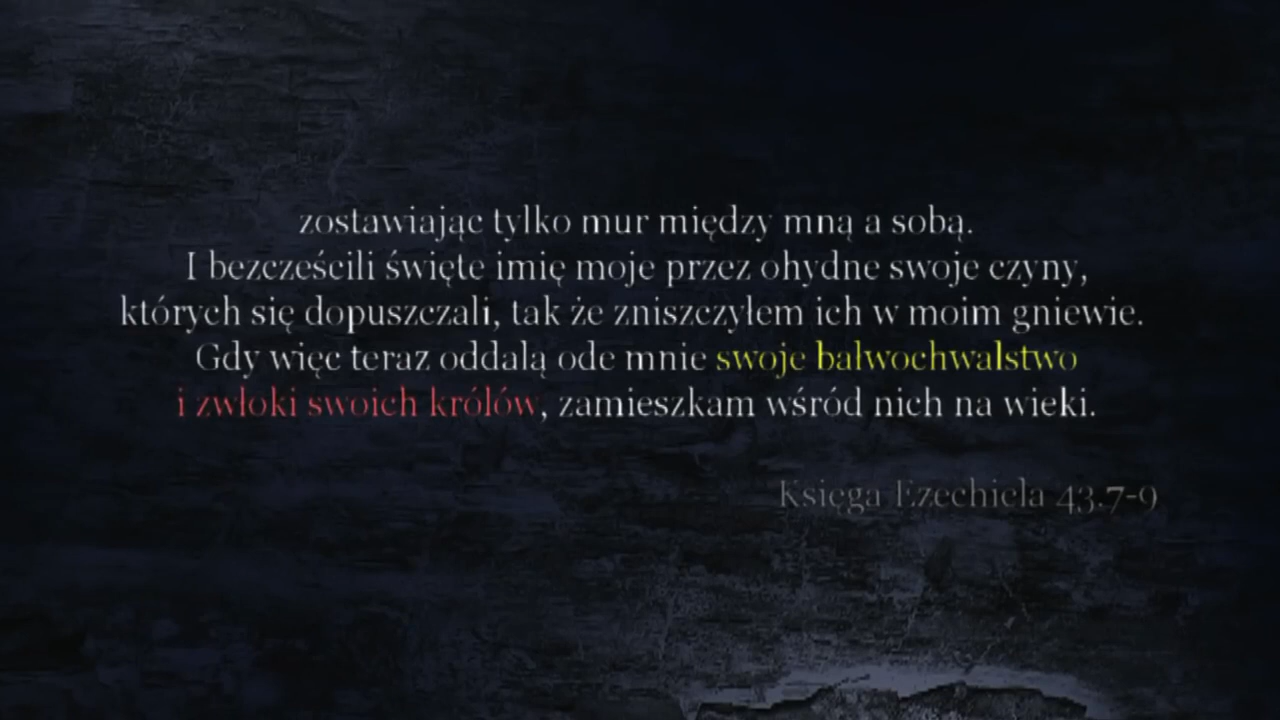 zostawiając tylko mur między mną a sobą.
I bezcześcili święte imię moje przez ohydne swoje czyny,
których się dopuszczali, tak że zniszczyłem ich w moim gniewie.
Gdy więc teraz oddalą ode mnie swoje bałwochwalstwo
i zwłoki swoich królów, zamieszkam wśród nich na wieki.
Księga Ezechiela 43.7-9